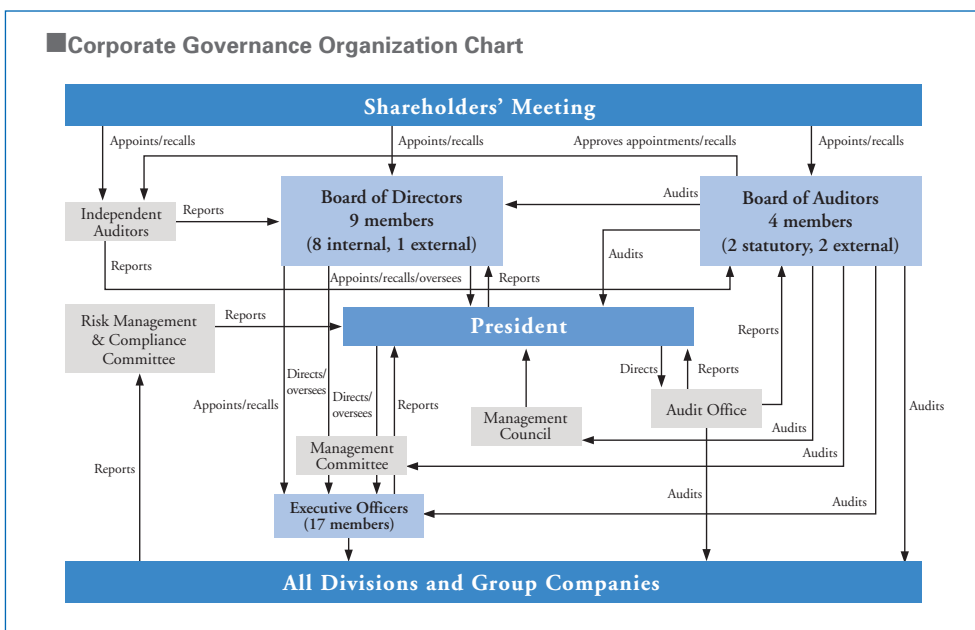 ■Corporate Governance Organization Chart
Shareholders' Meeting
Appoints/recalls
Appoints/recalls
Approves appointments/recalls
Appoints/recalls
Board of Directors
9 members
(8 internal, 1 external)
Audits
Board of Auditors
4 members
(2 statutory, 2 external)
Independent
Auditors
Reports
Audits
Reports
Appoints/recalls/oversees
Reports
Risk Management
& Compliance
Committee
Reports
President
Reports
Directs/
oversees
Directs/
oversees
Reports
Directs
Reports
Appoints/recalls
Management
Council
Audit Office
Audits
Audits
Management
Committee
Audits
Reports
Audits
Audits
Executive Officers
(17 members)
All Divisions and Group Companies